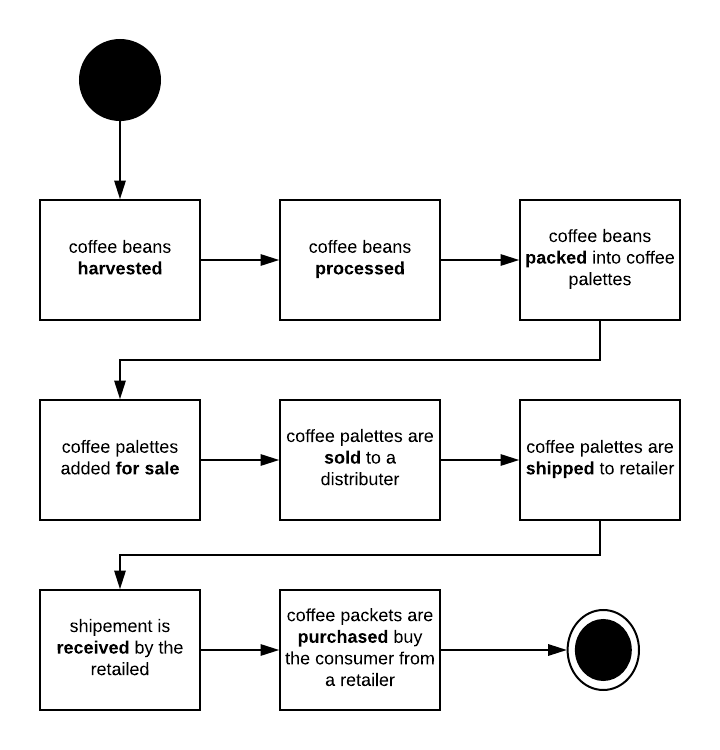 coffee beans
harvested
coffee beans
processed
coffee beans
packed into coffee
palettes
coffee palettes
added for sale
coffee palettes are
sold to a
distributer
coffee palettes are
shipped to retailer
shipement is
received by the
retailed
coffee packets are
purchased buy
the consumer from
a retailer